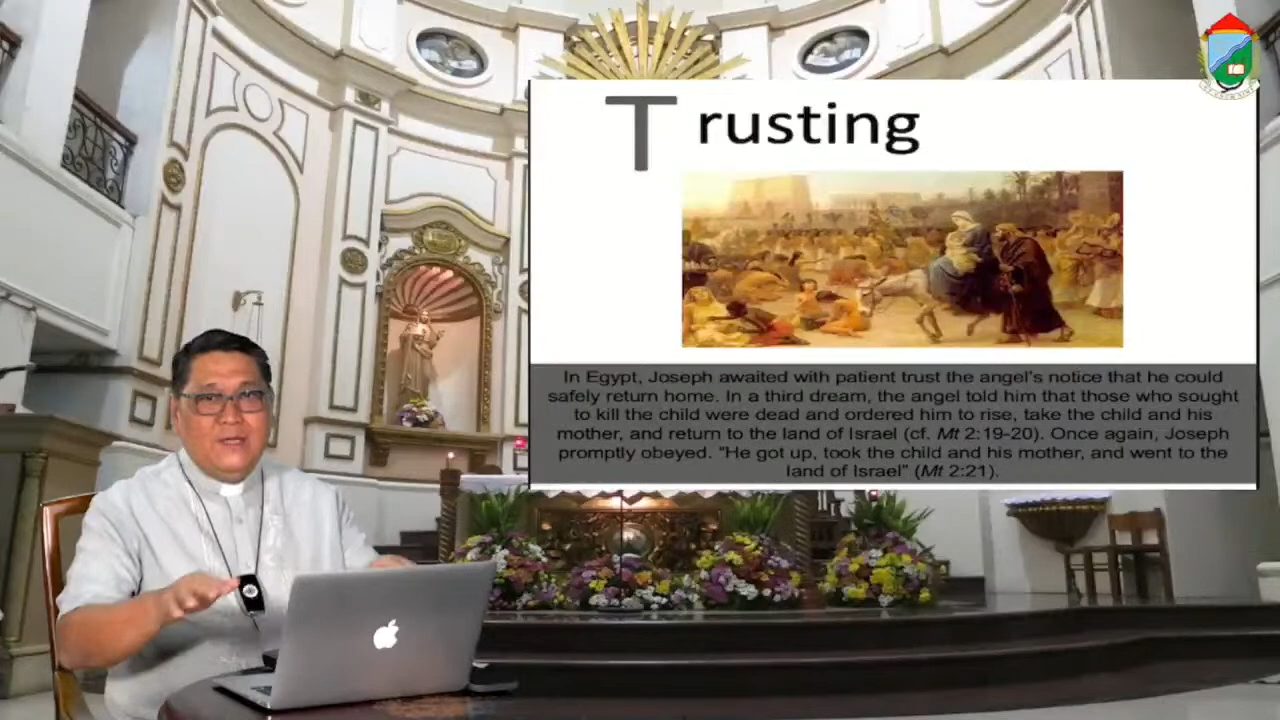 Trusting
In Egypt, Joseph awaited with patient trust the angel's notice that he could
safely return home. In a third dream, the angel told him that those who sought
to kill the child were dead and ordered him to rise, take the child and his
mother, and return to the land of Israel (cf. Mt 2:19-20). Once again, Joseph
promptly obeyed. "He got up, took the child and his mother, and went to the
land of Israel" (Mt 2:21).